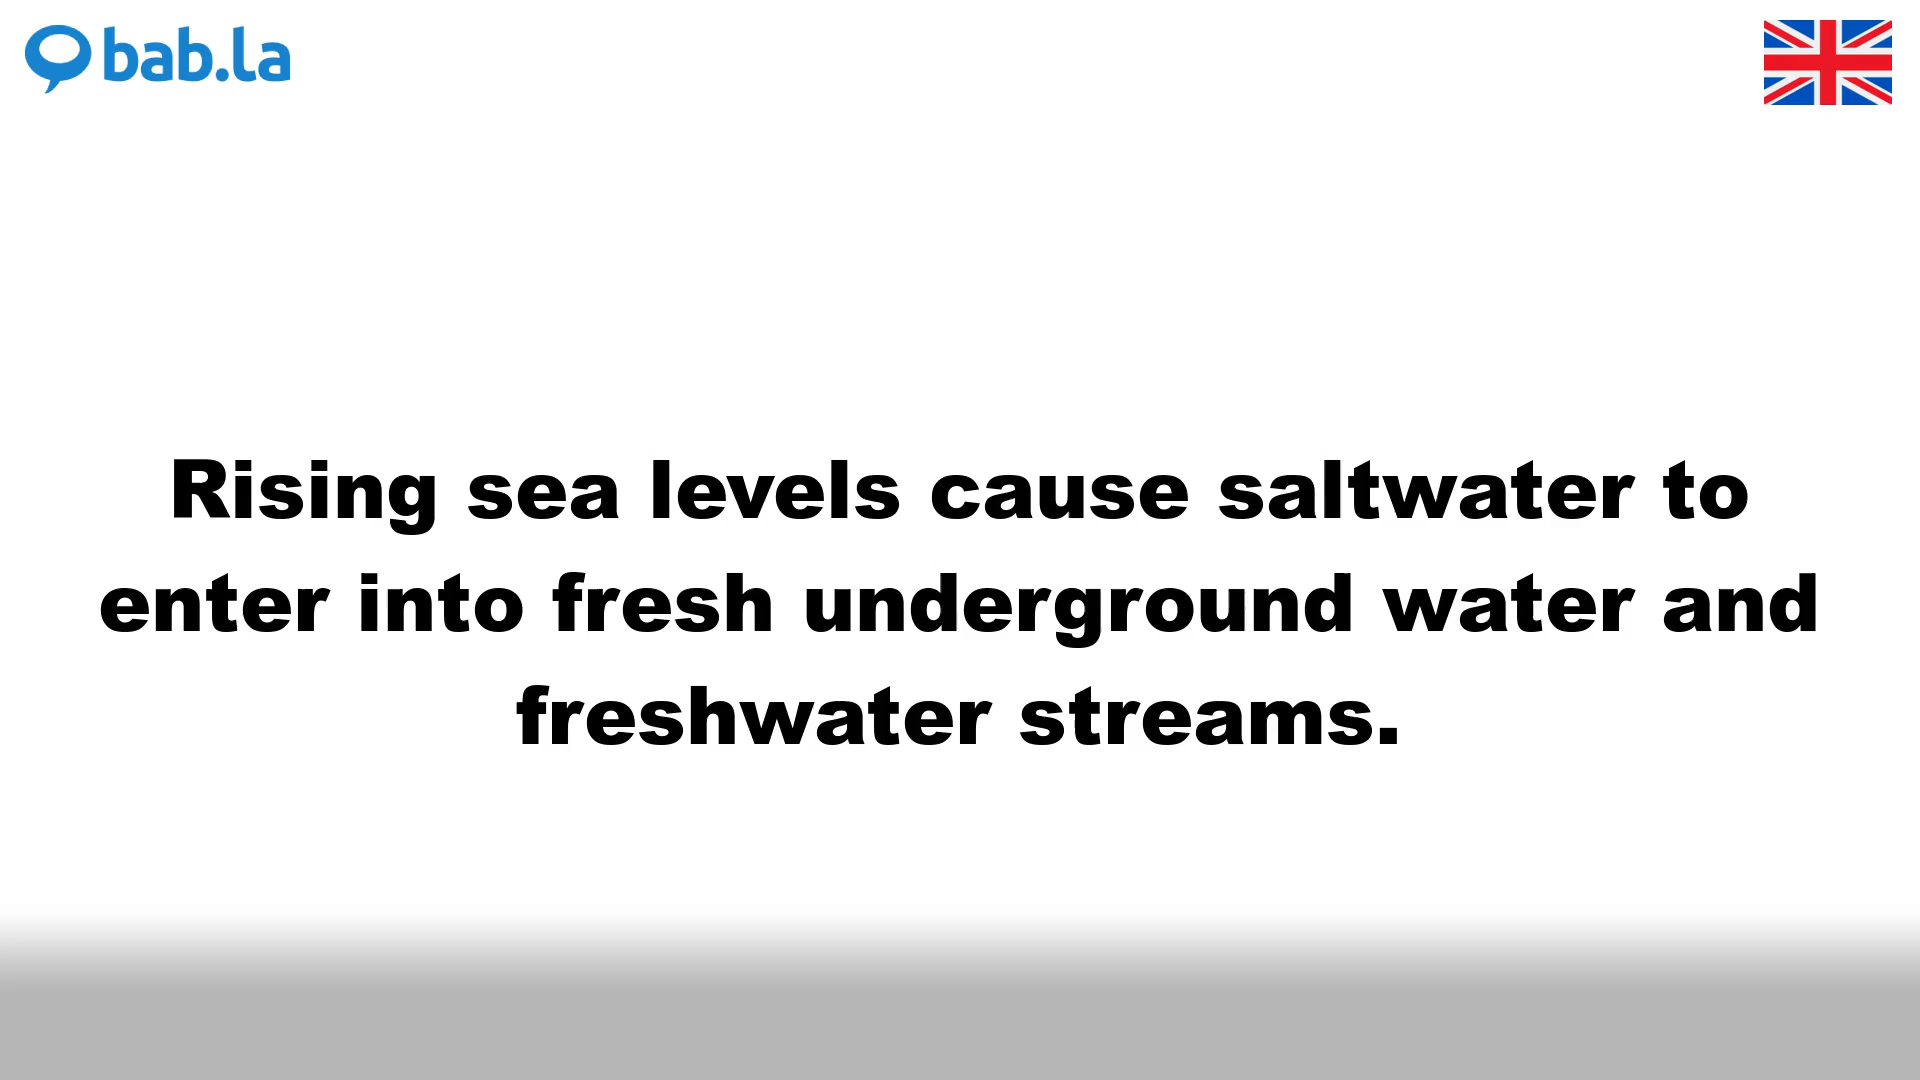 bab.la
Rising sea levels cause saltwater to
enter into fresh underground water and
freshwater streams.